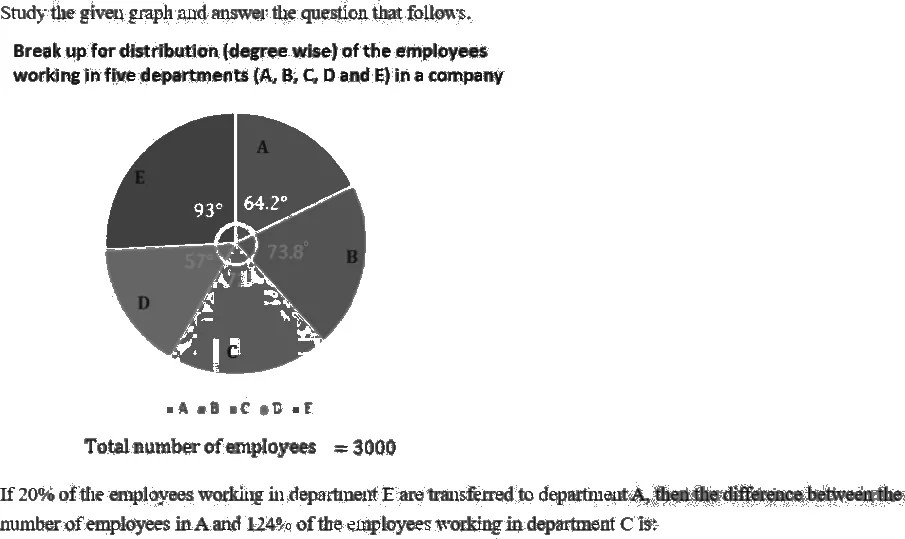 Study the given graph and answer the question that follows.
Break up for distribution (degree wise) of the employees
working in five departments (A, B, C, D and E) in a company
A
E
93° 64.2°
57° 73.8°
B
D
C
A B C D E
Total number of employees = 3000
If 20% of the employees working in department E are transferred to department A, then the difference between the
number of employees in A and 124% of the employees working in department C is: